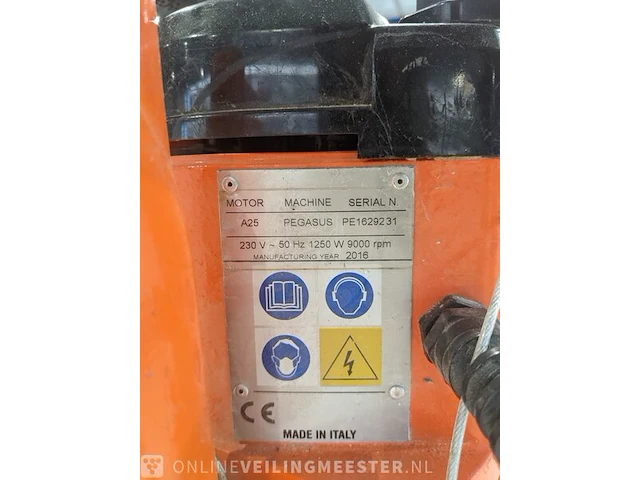 MOTOR MACHINE SERIAL N.
A25 PEGASUS PE1629231
230 V ~ 50 Hz 1250 W 9000 rpm
MANUFACTURING YEAR 2016
CE
MADE IN ITALY
ONLINEVEILINGMEESTER.NL